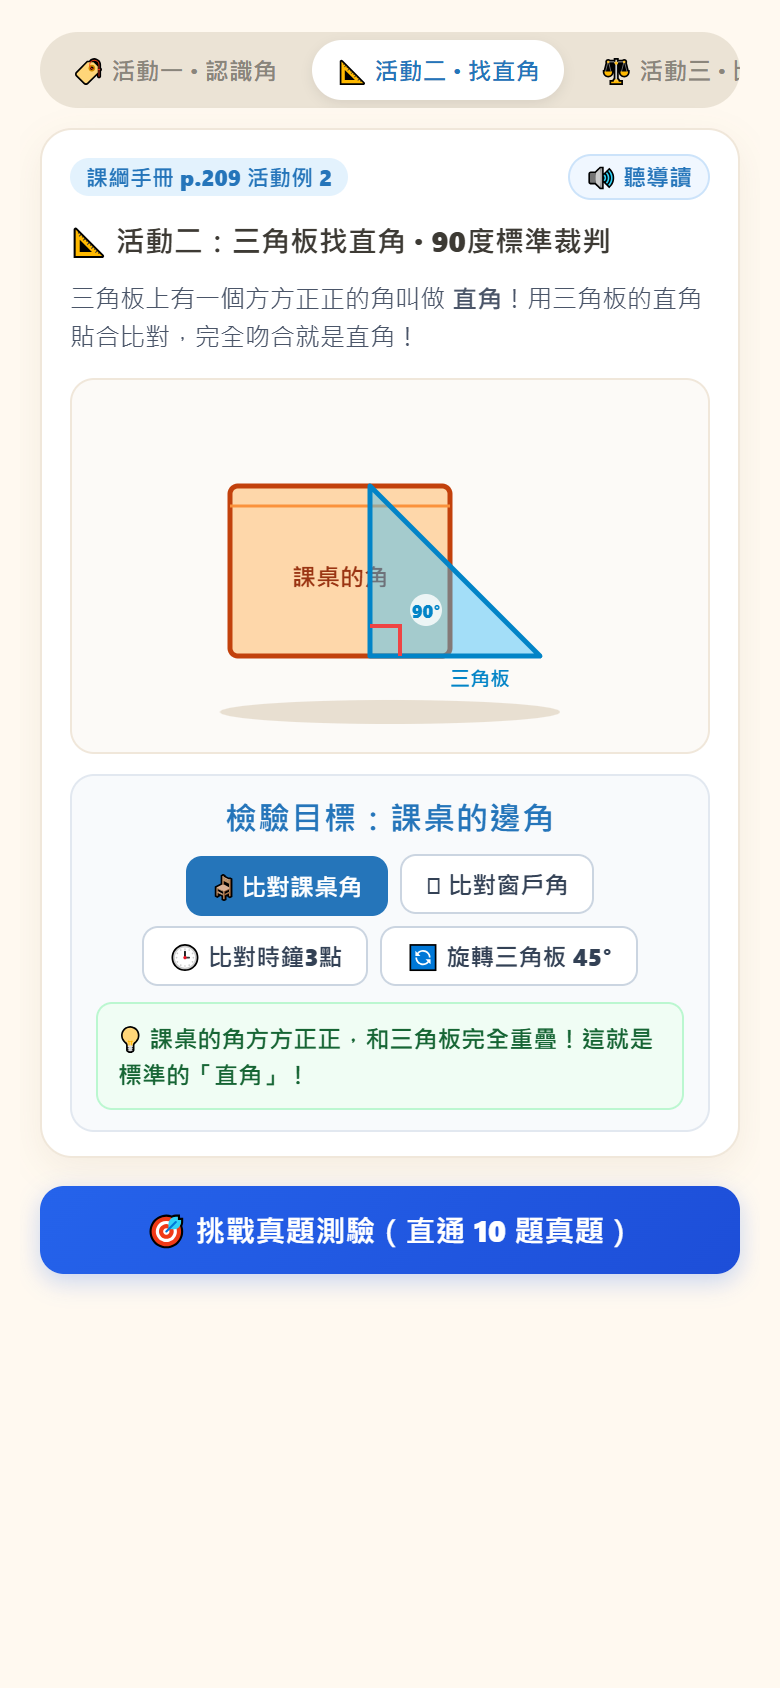 活動一 • 認識角
活動二 • 找直角
活動三 •
課綱手冊 p.209 活動例 2
聽導讀
活動二：三角板找直角 • 90度標準裁判
三角板上有一個方方正正的角叫做 直角！用三角板的直角
貼合比對，完全吻合就是直角！
課桌的角
90°
三角板
檢驗目標：課桌的邊角
比對課桌角
比對窗戶角
比對時鐘3點
旋轉三角板 45°
課桌的角方方正正，和三角板完全重疊！這就是
標準的「直角」！
挑戰真題測驗（直通 10 題真題）